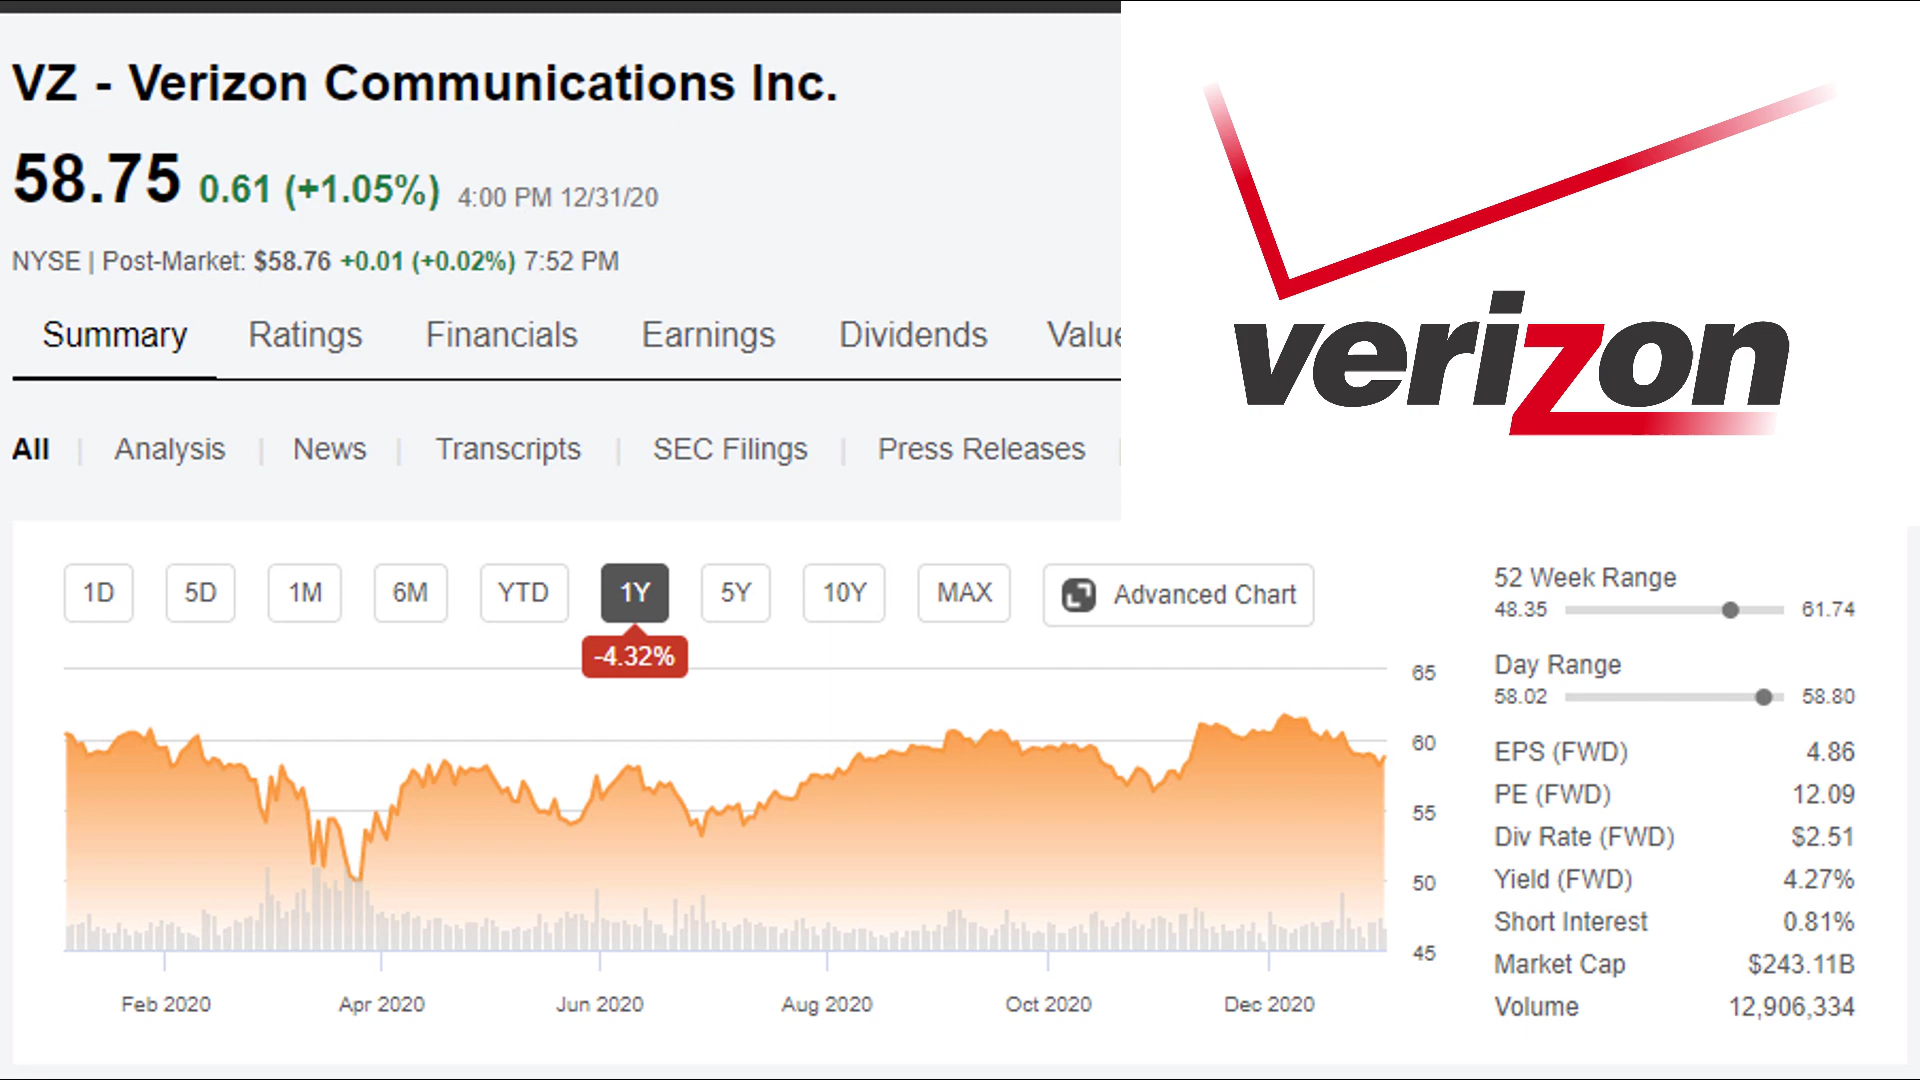 VZ - Verizon Communications Inc.
58.75 0.61 (+1.05%) 4:00 PM 12/31/20
NYSE | Post-Market: $58.76 +0.01 (+0.02%) 7:52 PM
Summary Ratings Financials Earnings Dividends Value
All | Analysis | News | Transcripts | SEC Filings | Press Releases
verizon
1D 5D 1M 6M YTD 1Y 5Y 10Y MAX Advanced Chart
-4.32%
65
60
55
50
45
Feb 2020 Apr 2020 Jun 2020 Aug 2020 Oct 2020 Dec 2020
52 Week Range
48.35 61.74
Day Range
58.02 58.80
EPS (FWD) 4.86
PE (FWD) 12.09
Div Rate (FWD) $2.51
Yield (FWD) 4.27%
Short Interest 0.81%
Market Cap $243.11B
Volume 12,906,334